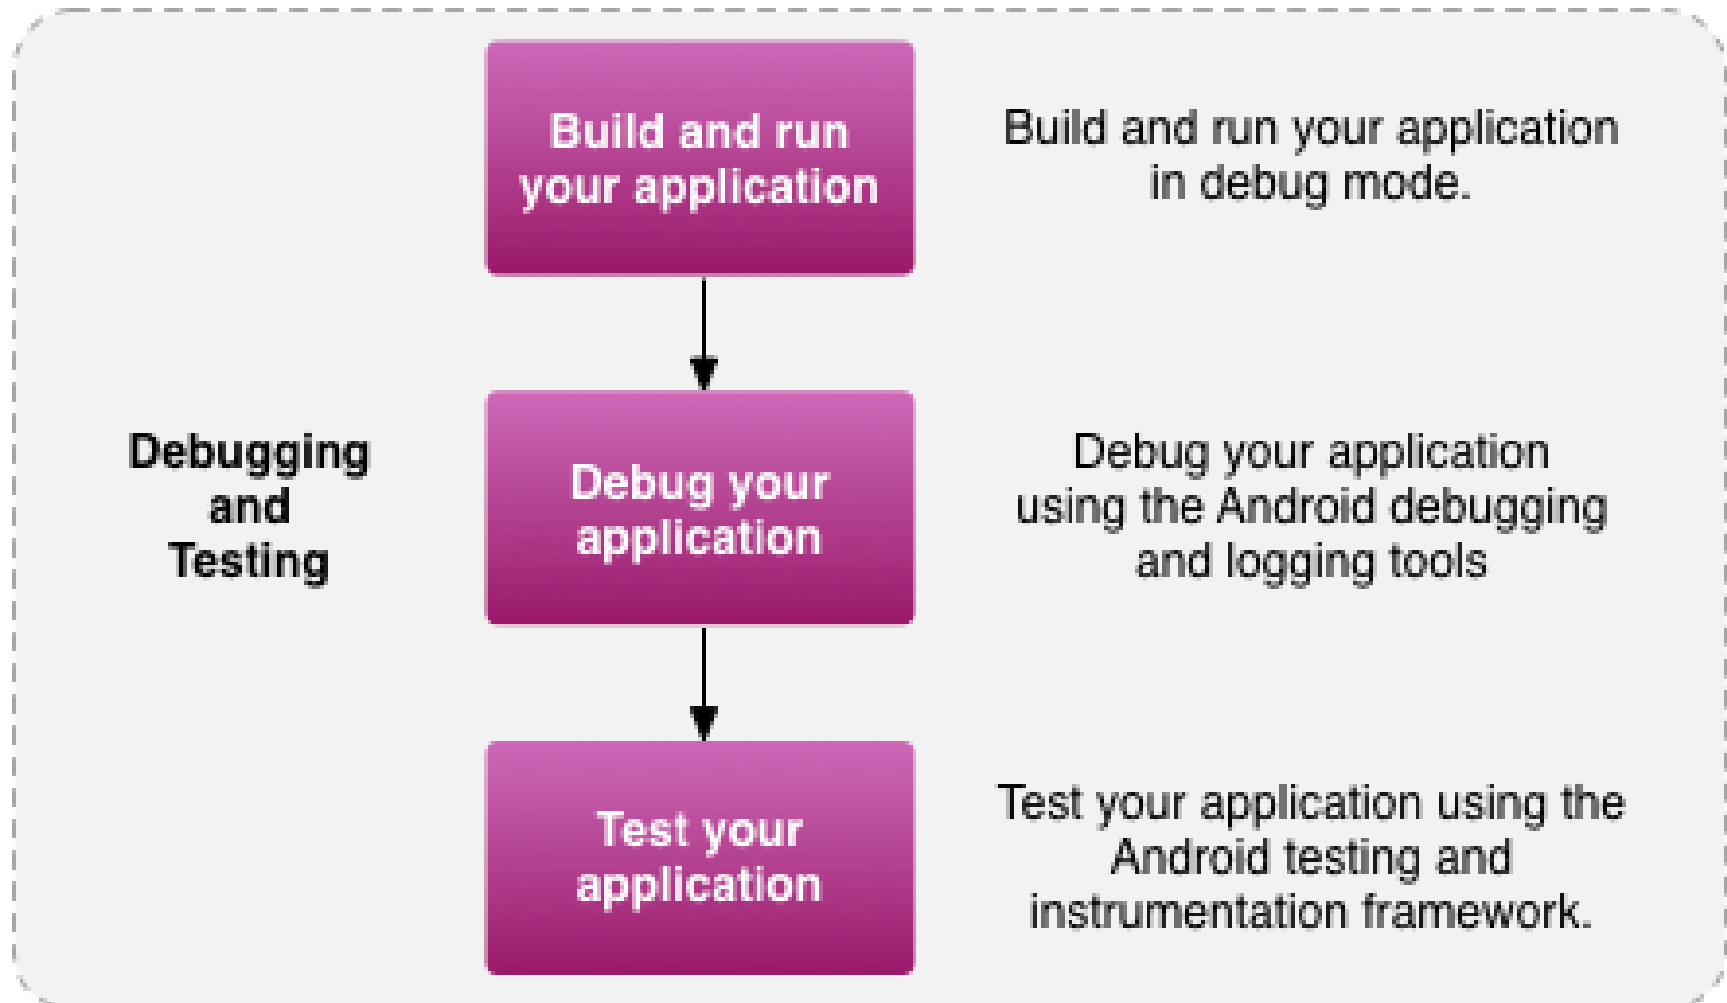 Build and run
your application
Build and run your application
in debug mode.
Debugging
and
Testing
Debug your
application
Debug your application
using the Android debugging
and logging tools
Test your
application
Test your application using the
Android testing and
instrumentation framework.